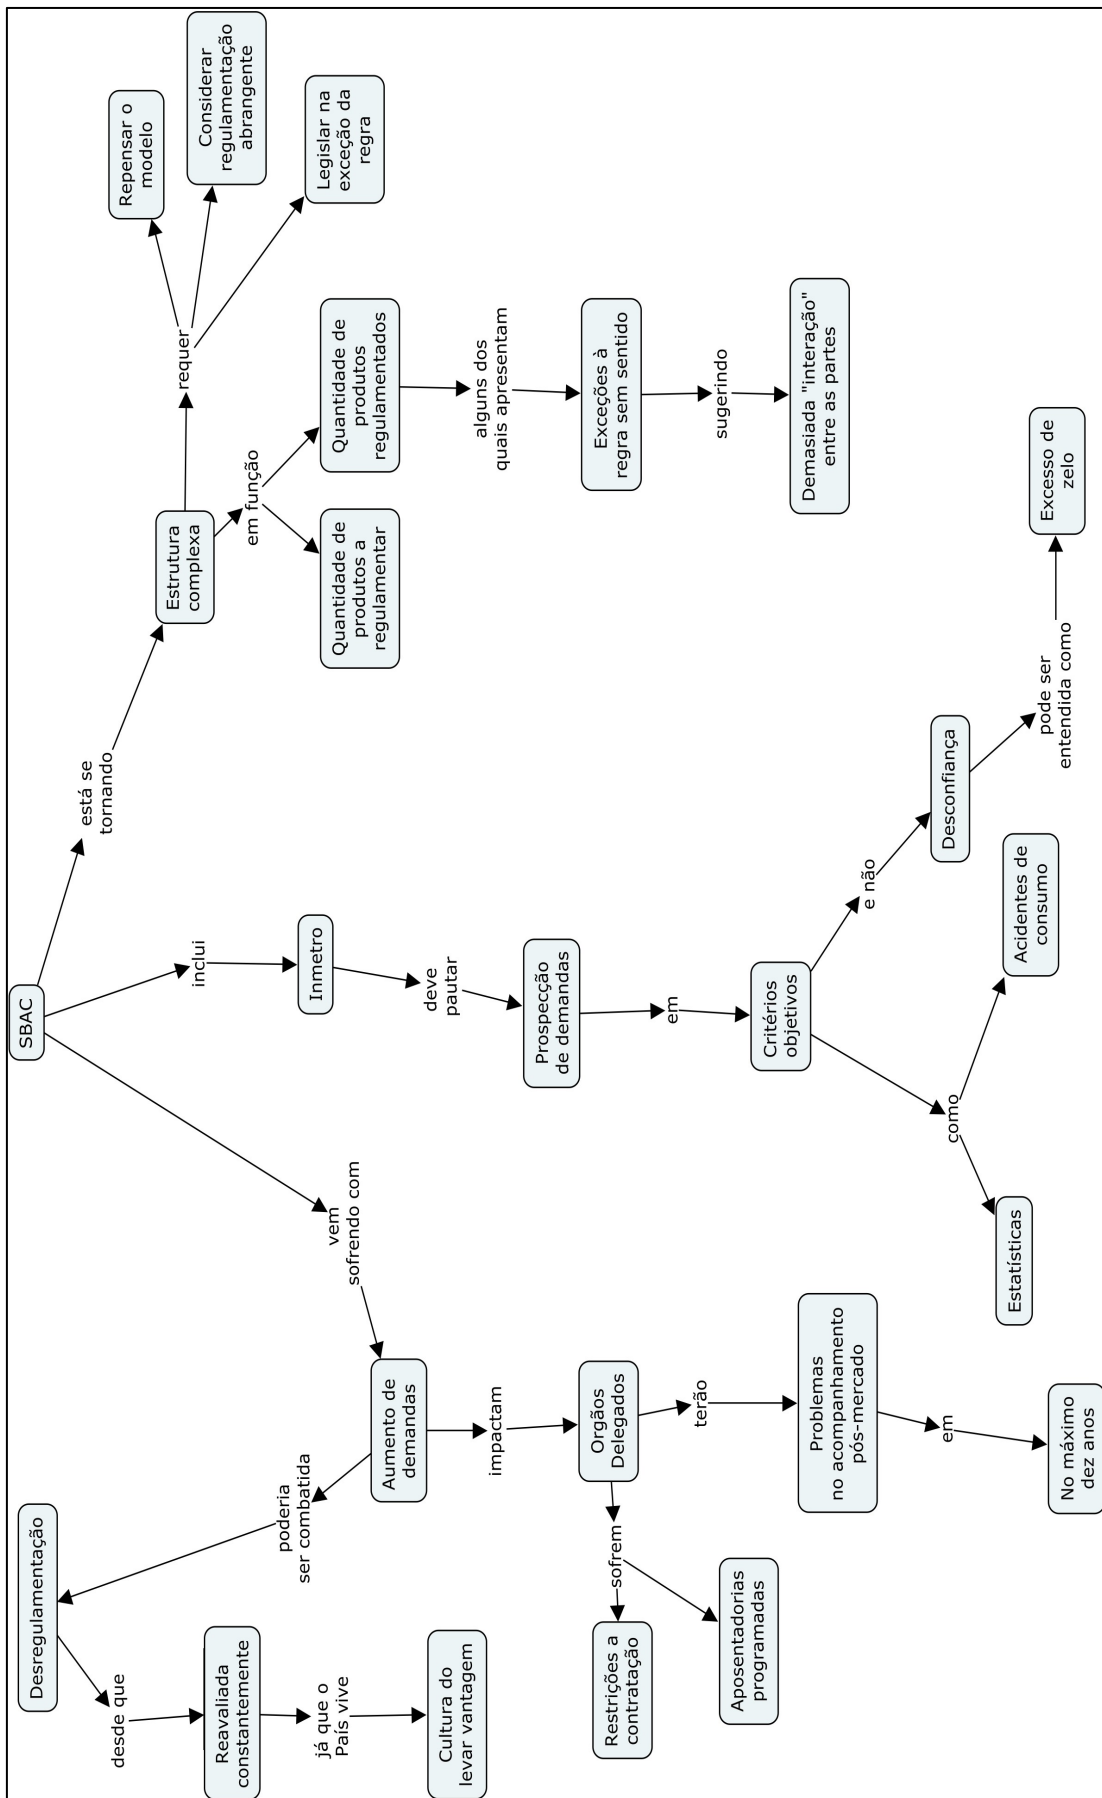 SBAC
vem
sofrendo com
Aumento de
demandas
poderia
ser combatida
Desregulamentação
desde que
Reavaliada
constantemente
já que o
País vive
Cultura do
levar vantagem
impactam
Orgãos
Delegados
sofrem
Restrições a
contratação
Aposentadorias
programadas
terão
Problemas
no acompanhamento
pós-mercado
em
No máximo
dez anos
inclui
Inmetro
deve
pautar
Prospecção
de demandas
em
Critérios
objetivos
como
Estatísticas
Acidentes de
consumo
e não
Desconfiança
pode ser
entendida como
Excesso de
zelo
está se
tornando
Estrutura
complexa
em função
Quantidade de
produtos a
regulamentar
Quantidade de
produtos
regulamentados
alguns dos
quais apresentam
Exceções à
regra sem sentido
sugerindo
Demasiada "interação"
entre as partes
requer
Repensar o
modelo
Considerar
regulamentação
abrangente
Legislar na
exceção da
regra